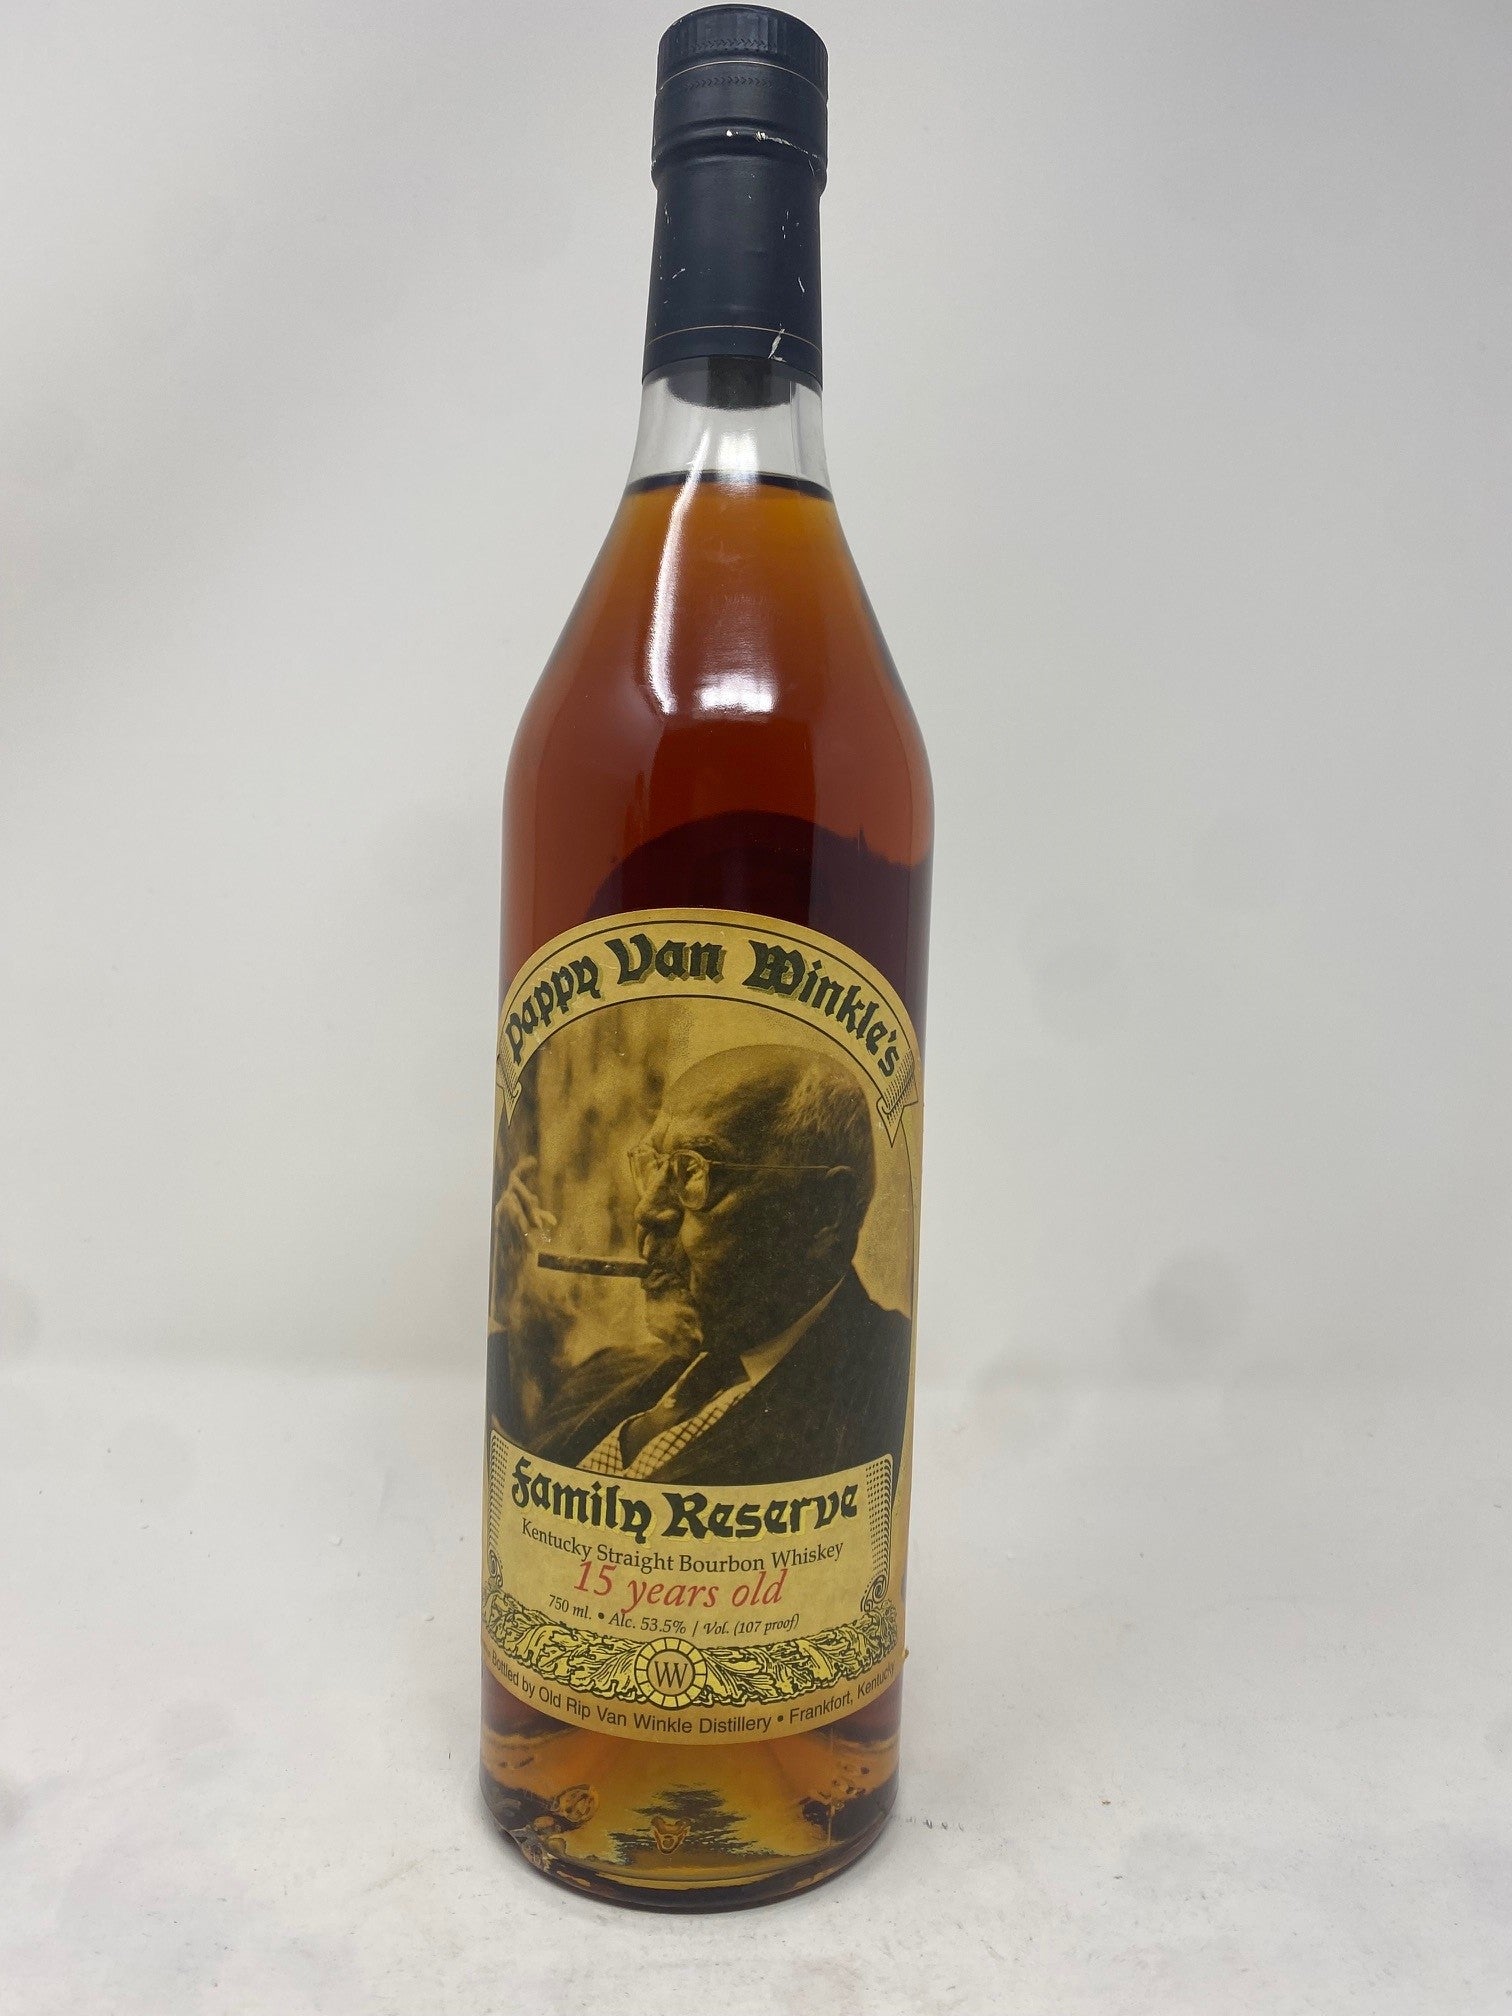 Pappy Van Winkle's
Family Reserve
Kentucky Straight Bourbon Whiskey
15 years old
750 ml. • Alc. 53.5% / Vol. (107 proof)
VW
Bottled by Old Rip Van Winkle Distillery • Frankfort, Kentucky